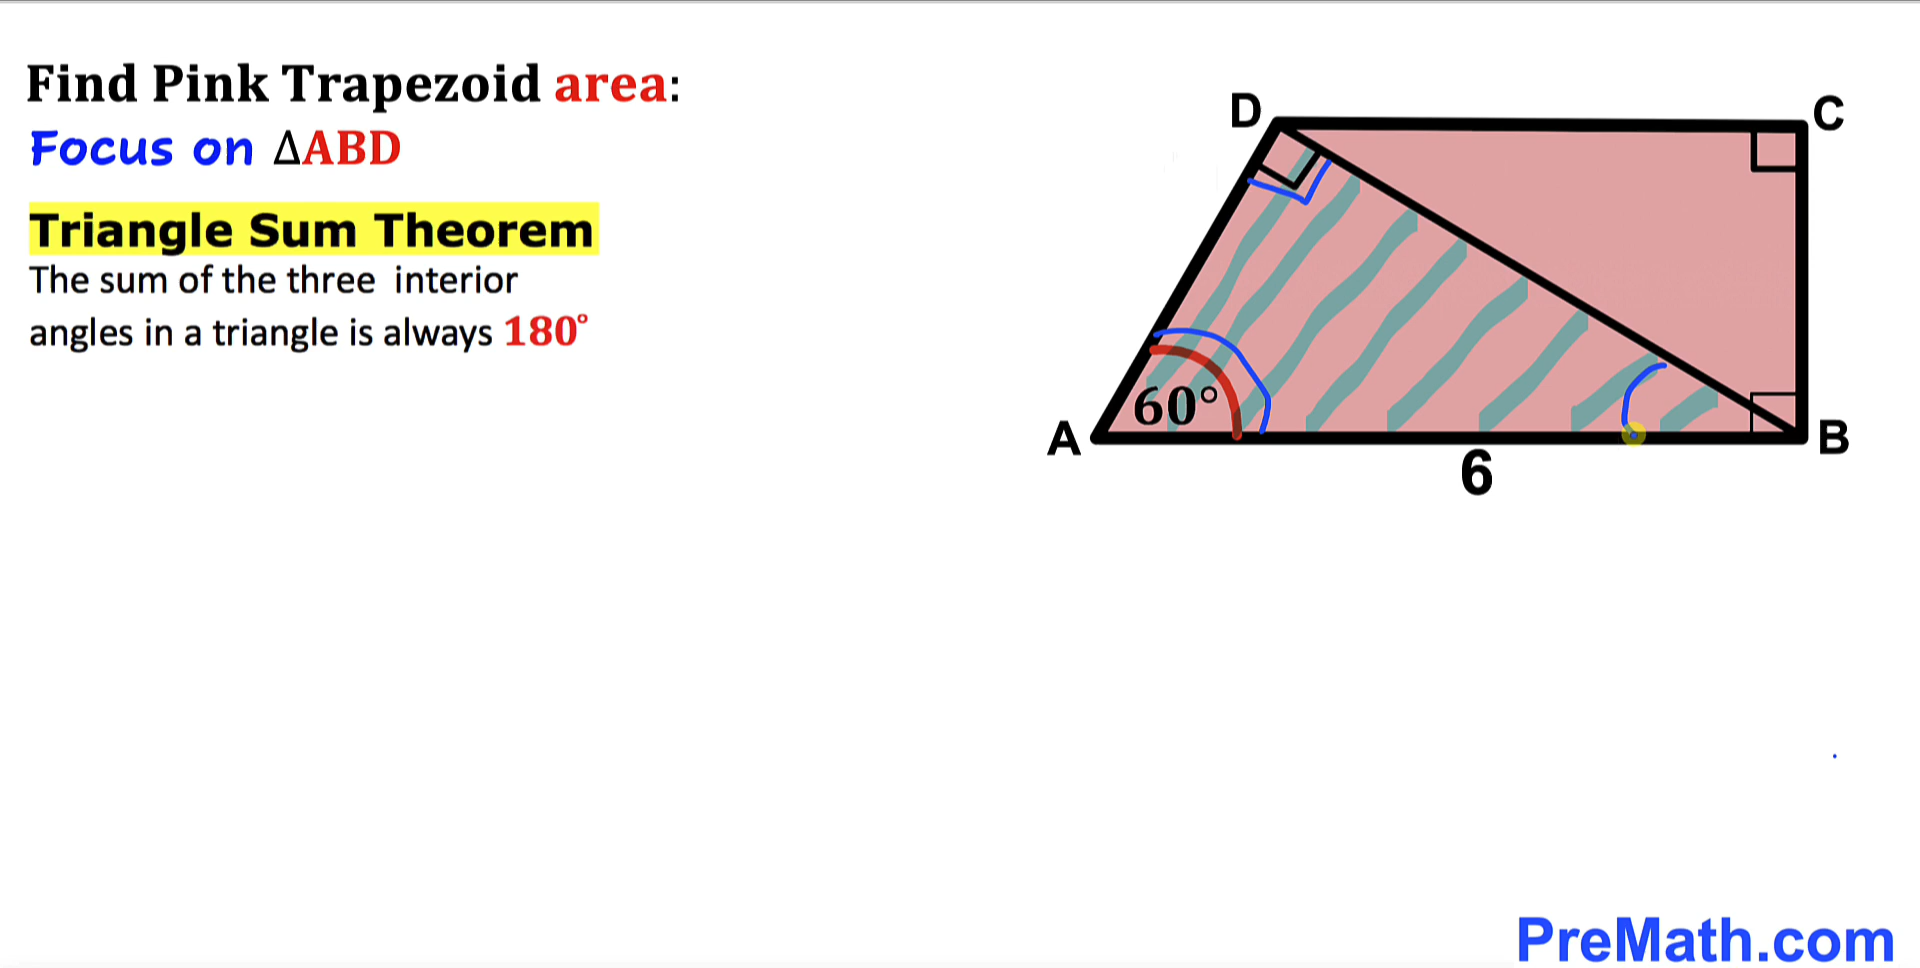 Find Pink Trapezoid area:
Focus on ΔABD
Triangle Sum Theorem
The sum of the three interior
angles in a triangle is always 180°
D
C
60°
A
B
6
PreMath.com